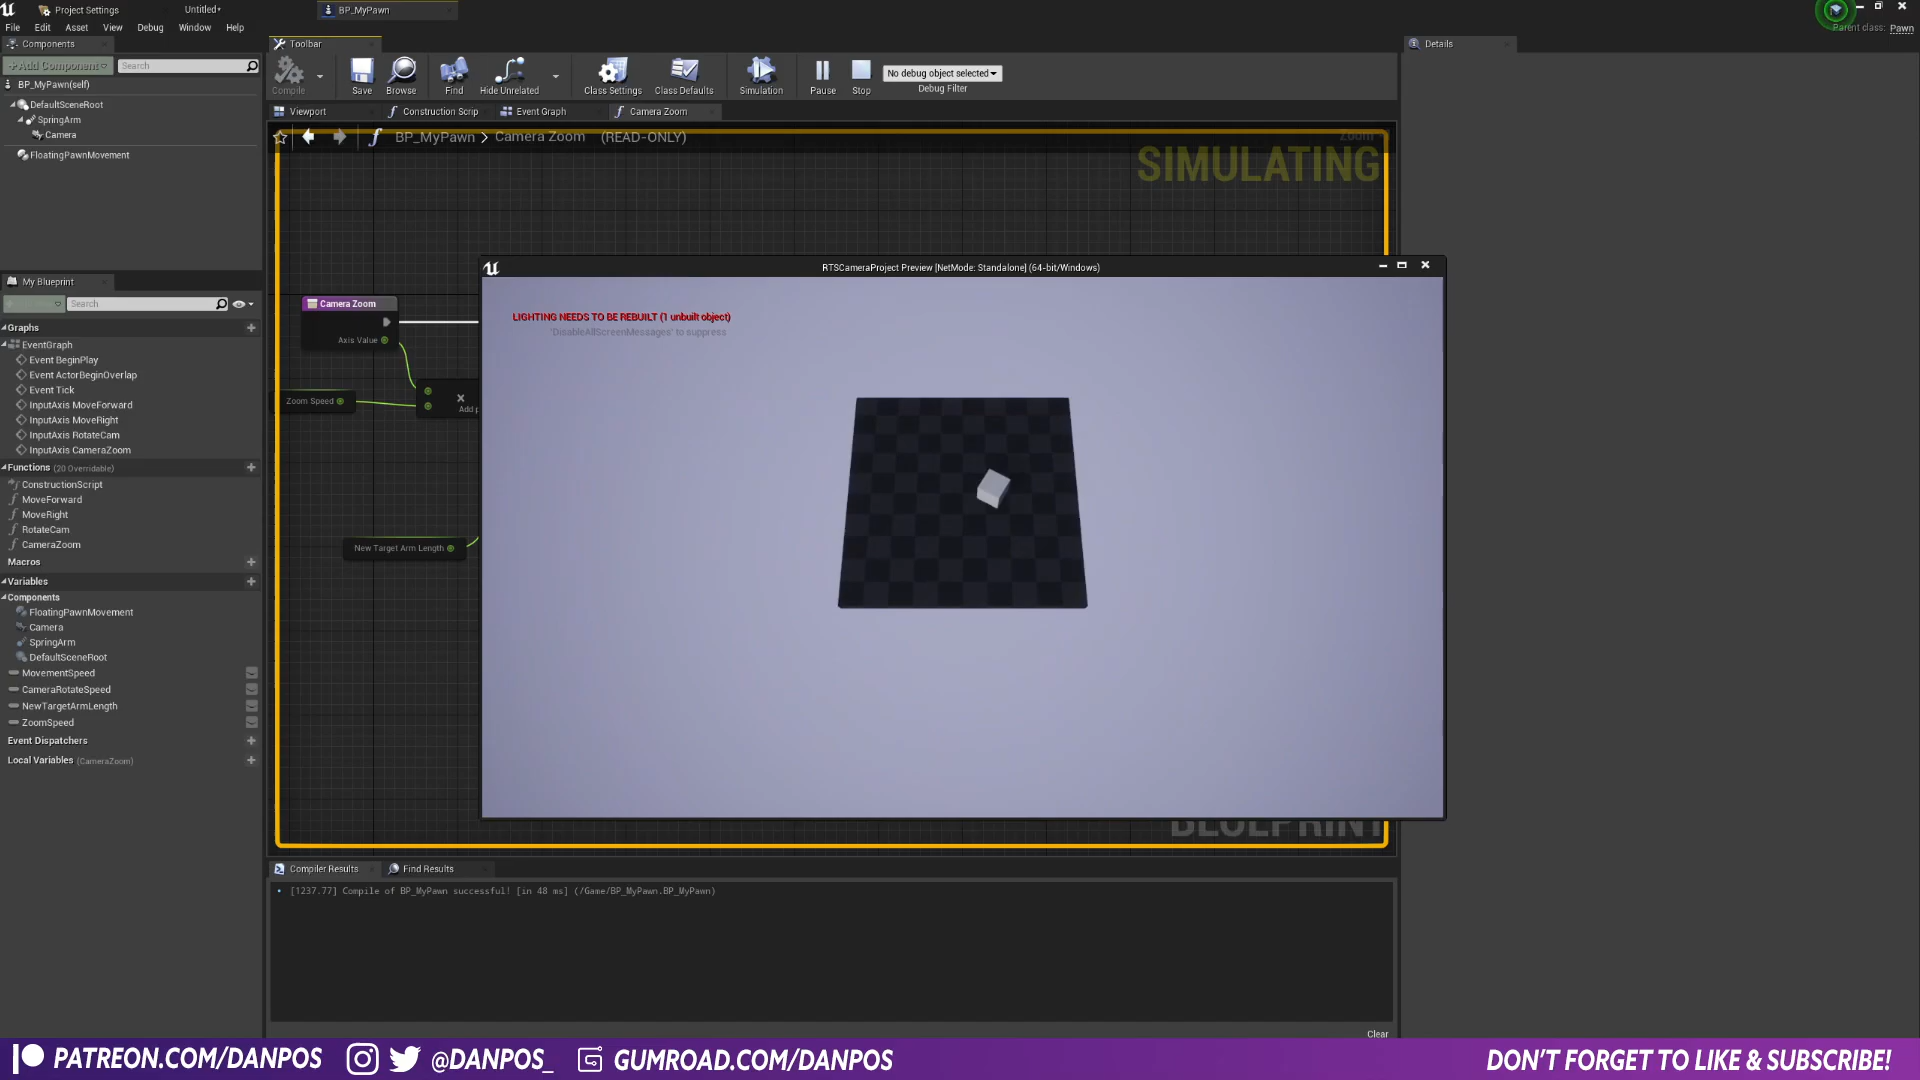 Project Settings
Untitled+
BP_MyPawn
File Edit Asset View Debug Window Help
Parent class: Pawn
Components
Toolbar
Details
+Add Component
Search
Compile
Save
Browse
Find
Hide Unrelated
Class Settings
Class Defaults
Simulation
Pause
Stop
No debug object selected
Debug Filter
BP_MyPawn(self)
DefaultSceneRoot
SpringArm
Camera
FloatingPawnMovement
Viewport
Construction Scrip
Event Graph
Camera Zoom
BP_MyPawn > Camera Zoom (READ-ONLY)
Zoom
SIMULATING
RTSCameraProject Preview [NetMode: Standalone] (64-bit/Windows)
LIGHTING NEEDS TO BE REBUILT (1 unbuilt object)
'DisableAllScreenMessages' to suppress
Camera Zoom
Axis Value
Zoom Speed
Add p
New Target Arm Length
BLUEPRINT
My Blueprint
Search
Graphs
EventGraph
Event BeginPlay
Event ActorBeginOverlap
Event Tick
InputAxis MoveForward
InputAxis MoveRight
InputAxis RotateCam
InputAxis CameraZoom
Functions (20 Overridable)
ConstructionScript
MoveForward
MoveRight
RotateCam
CameraZoom
Macros
Variables
Components
FloatingPawnMovement
Camera
SpringArm
DefaultSceneRoot
MovementSpeed
CameraRotateSpeed
NewTargetArmLength
ZoomSpeed
Event Dispatchers
Local Variables (CameraZoom)
Compiler Results
Find Results
[1237.77] Compile of BP_MyPawn successful! [in 48 ms] (/Game/BP_MyPawn.BP_MyPawn)
Clear
PATREON.COM/DANPOS
@DANPOS_
GUMROAD.COM/DANPOS
DON'T FORGET TO LIKE & SUBSCRIBE!